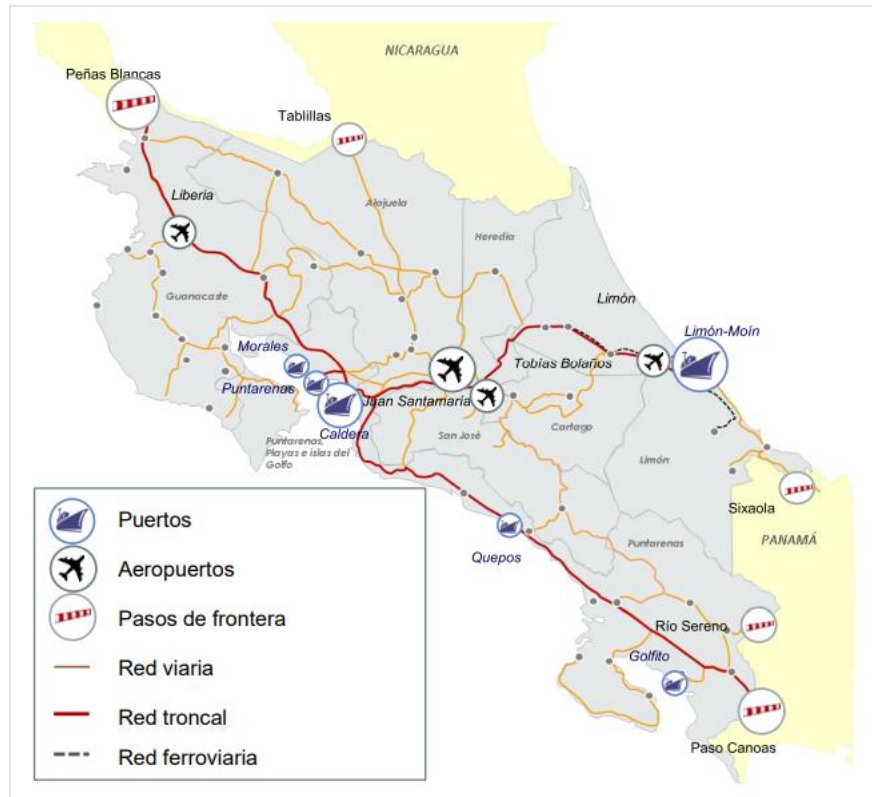 NICARAGUA
Peñas Blancas
Tablillas
Liberia
Alajuela
Heredia
Guanacaste
Limón
Limón-Moín
Morales
Tobías Bolaños
Puntarenas
Juan Santamaría
Caldera
San José
Cartago
Puntarenas,
Playas e islas del
Golfo
Limón
Sixaola
PANAMÁ
Quepos
Puntarenas
Río Sereno
Golfito
Paso Canoas
Puertos
Aeropuertos
Pasos de frontera
Red viaria
Red troncal
Red ferroviaria